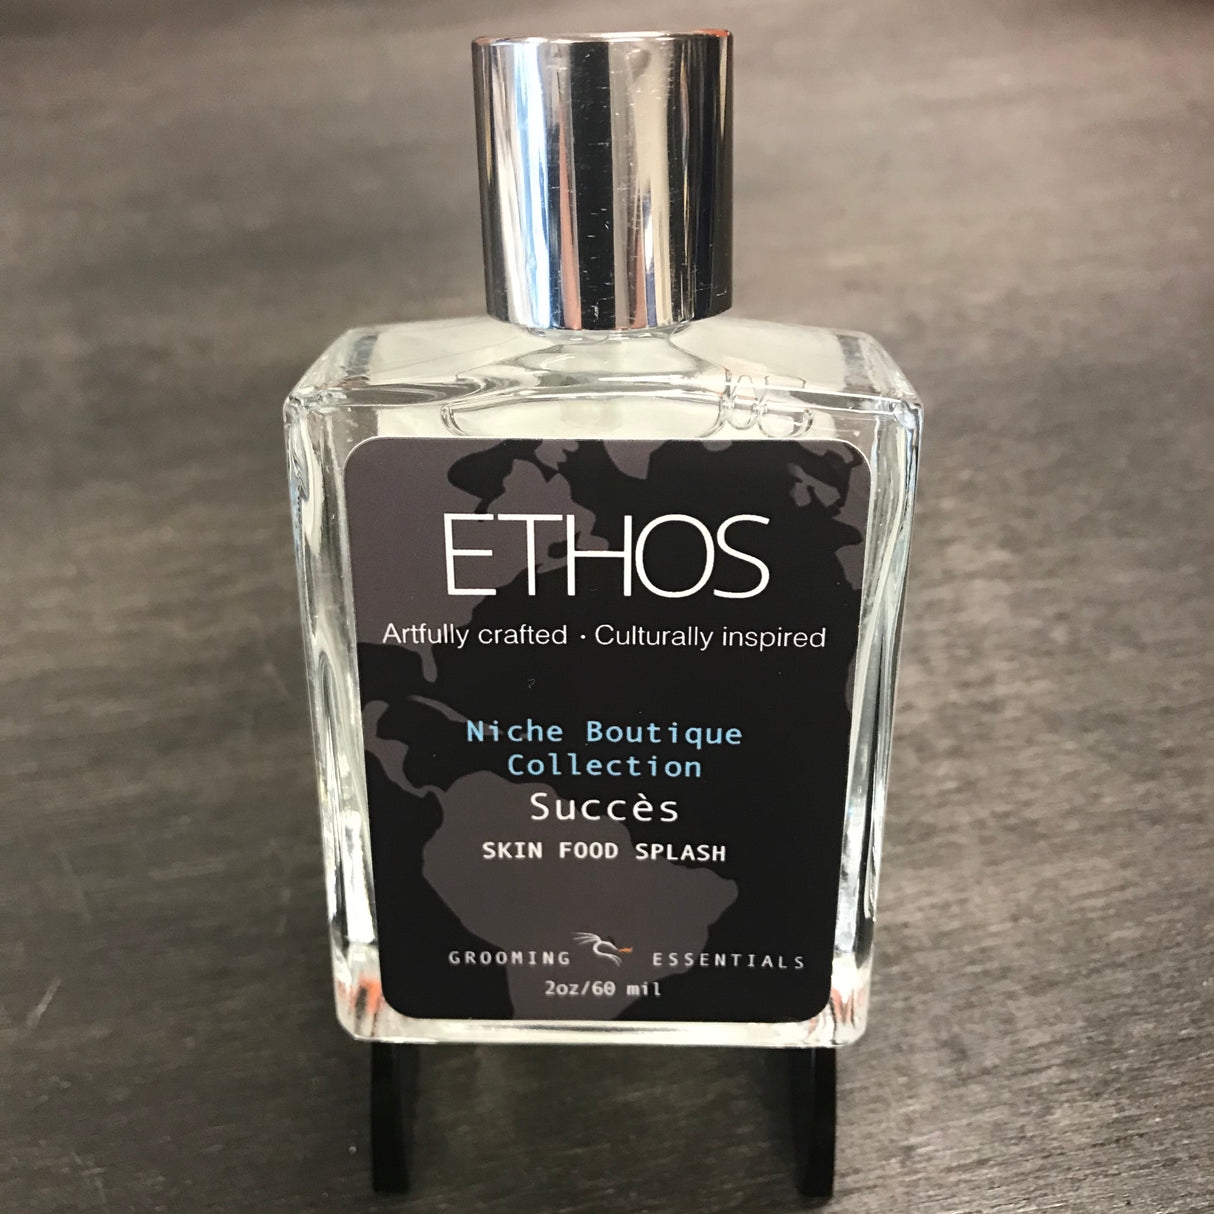 ETHOS
Artfully crafted · Culturally inspired
Niche Boutique
Collection
Succès
SKIN FOOD SPLASH
GROOMING ESSENTIALS
2oz/60 mil